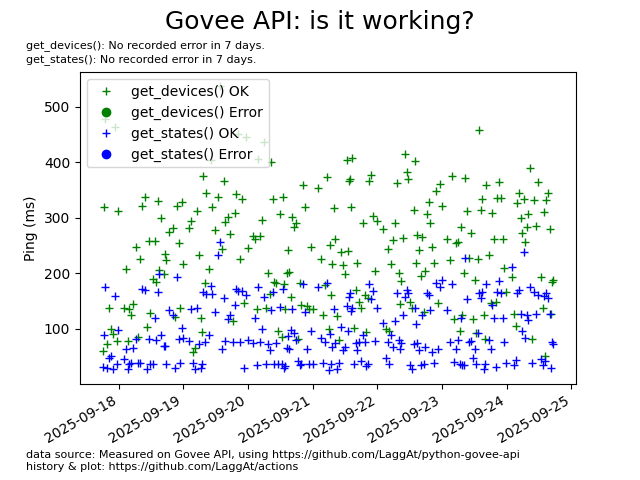 Govee API: is it working?
get_devices(): No recorded error in 7 days.
get_states(): No recorded error in 7 days.
get_devices() OK
get_devices() Error
get_states() OK
get_states() Error
Ping (ms)
500
400
300
200
100
2025-09-18
2025-09-19
2025-09-20
2025-09-21
2025-09-22
2025-09-23
2025-09-24
2025-09-25
data source: Measured on Govee API, using https://github.com/LaggAt/python-govee-api
history & plot: https://github.com/LaggAt/actions